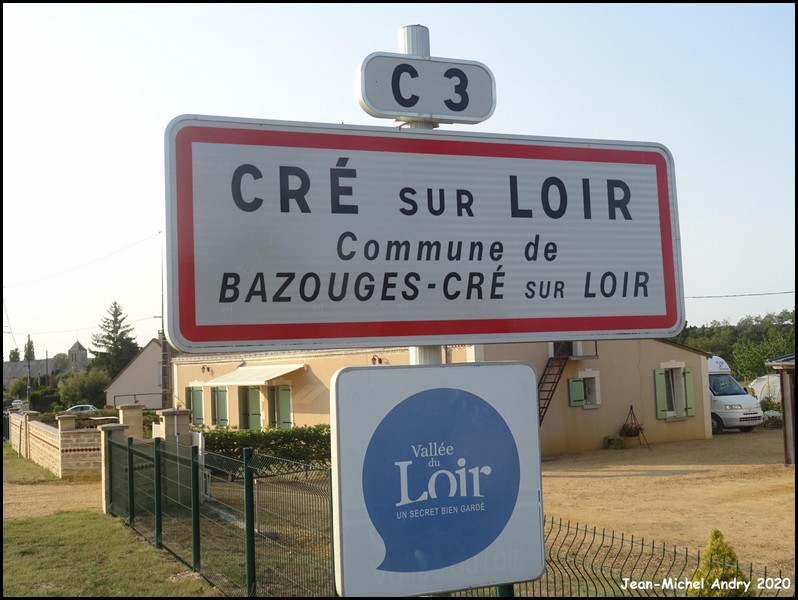 C 3
CRÉ SUR LOIR
Commune de
BAZOUGES-CRÉ SUR LOIR
Vallée
du
Loir
UN SECRET BIEN GARDÉ
Jean-Michel Andry 2020